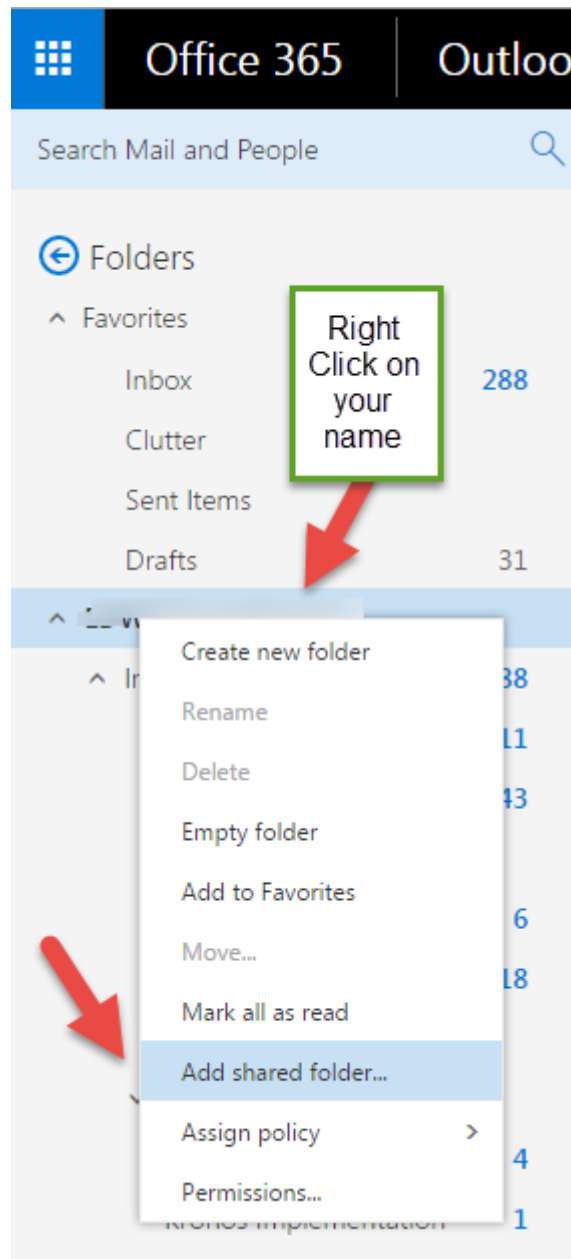 Office 365 Outloo
Search Mail and People
Folders
Favorites
Right
Click on
your
name
Inbox 288
Clutter
Sent Items
Drafts 31
Create new folder
38
Rename
11
Delete
43
Empty folder
Add to Favorites
6
Move...
18
Mark all as read
Add shared folder...
Assign policy
4
Permissions...
Kronos Implementation 1